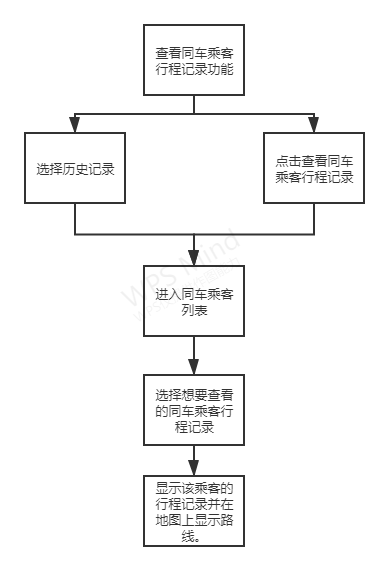 查看同车乘客
行程记录功能
选择历史记录
点击查看同车
乘客行程记录
进入同车乘客
列表
WPS Mind
选择想要查看
的同车乘客行
程记录
显示该乘客的
行程记录并在
地图上显示路
线。